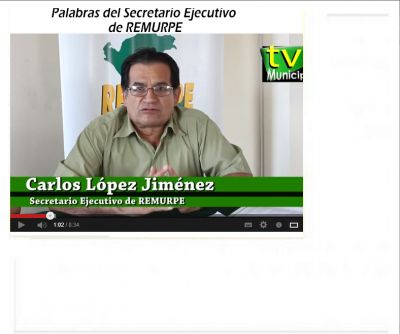 Palabras del Secretario Ejecutivo
de REMURPE
tv
Municip
REMURPE
Carlos López Jiménez
Secretario Ejecutivo de REMURPE
1:02 / 8:34